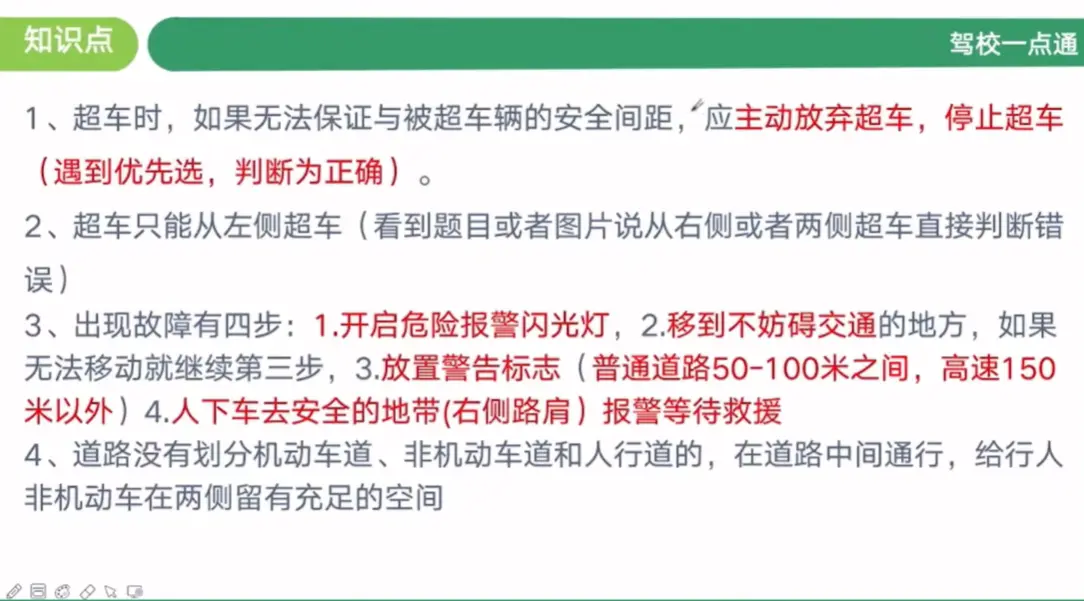 知识点
驾校一点通
1、超车时，如果无法保证与被超车辆的安全间距，应主动放弃超车，停止超车
（遇到优先选，判断为正确）。
2、超车只能从左侧超车（看到题目或者图片说从右侧或者两侧超车直接判断错
误）
3、出现故障有四步：1.开启危险报警闪光灯，2.移到不妨碍交通的地方，如果
无法移动就继续第三步，3.放置警告标志（普通道路50-100米之间，高速150
米以外）4.人下车去安全的地带(右侧路肩）报警等待救援
4、道路没有划分机动车道、非机动车道和人行道的，在道路中间通行，给行人
非机动车在两侧留有充足的空间